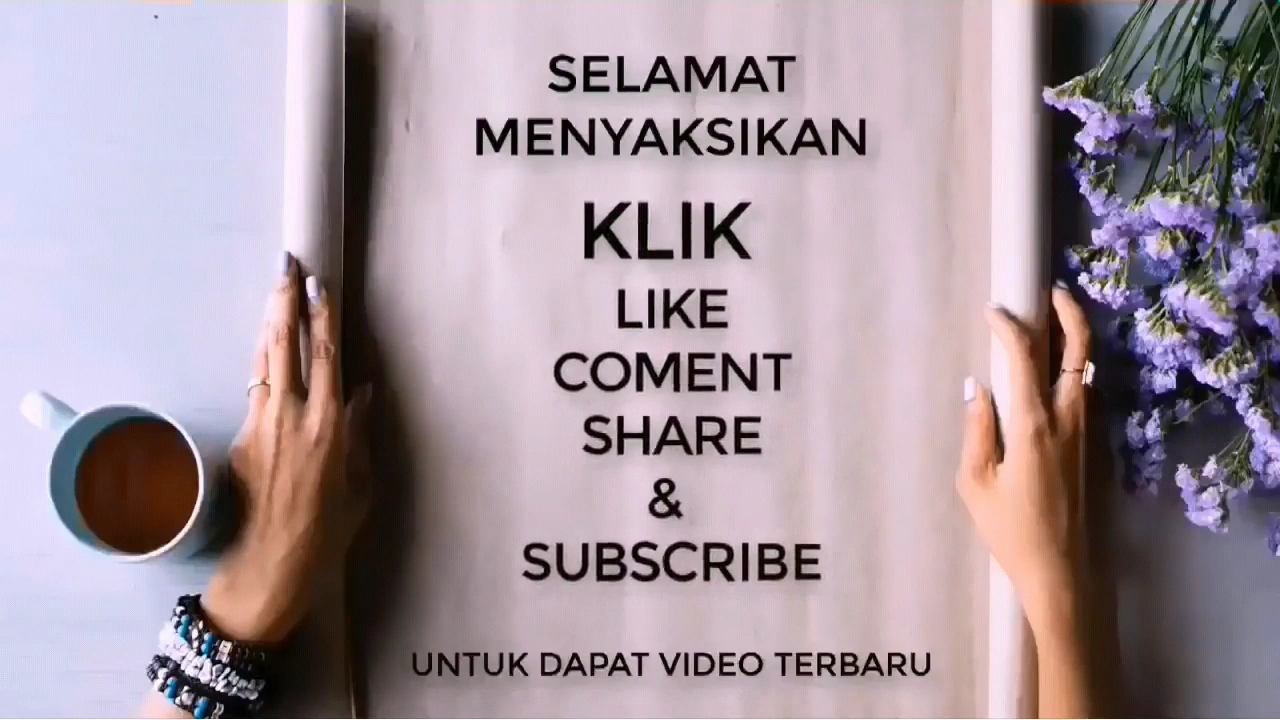 SELAMAT
MENYAKSIKAN
KLIK
LIKE
COMENT
SHARE
&
SUBSCRIBE
UNTUK DAPAT VIDEO TERBARU